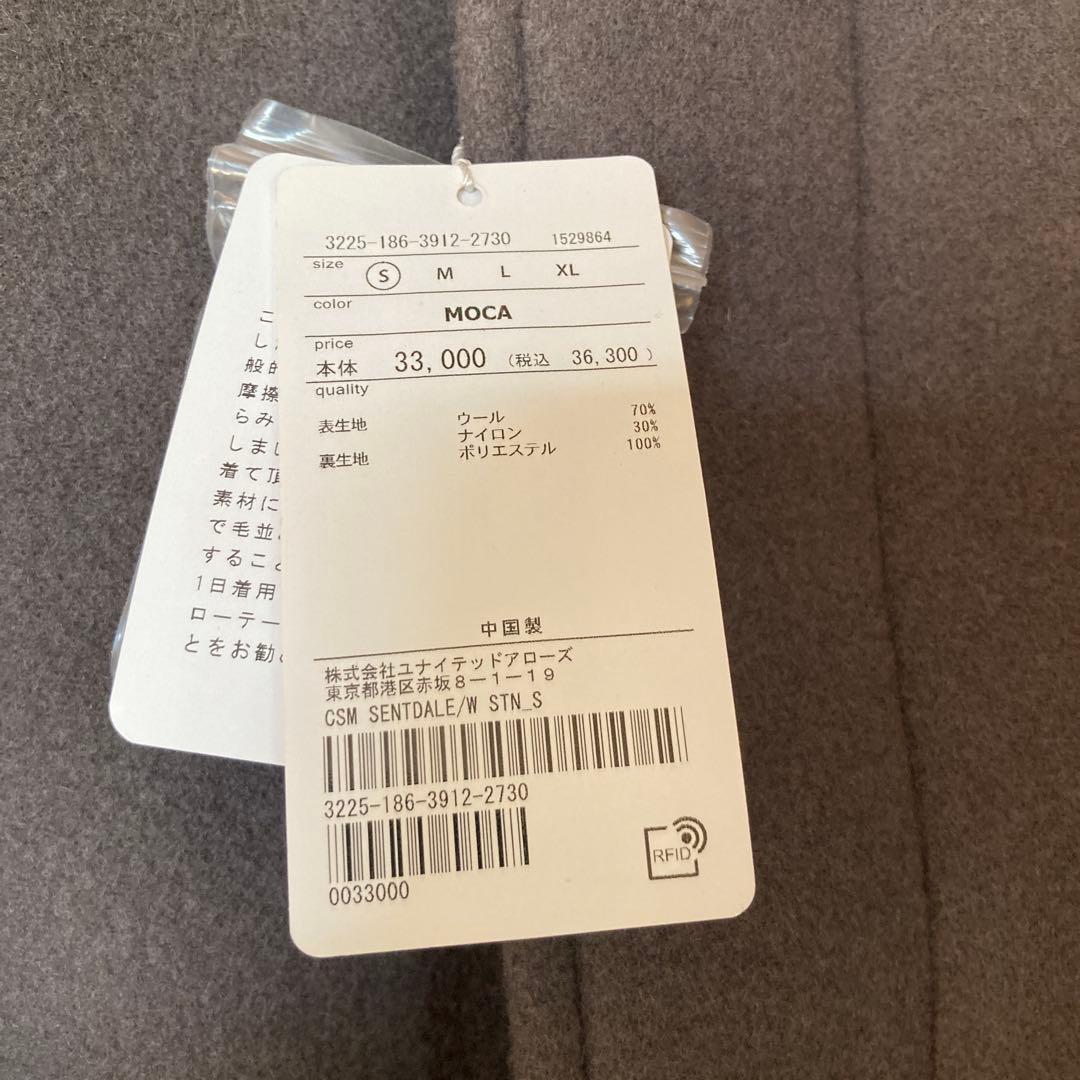 3225-186-3912-2730 1529864
size S M L XL
color MOCA
price
本体 33,000 (税込 36,300 )
quality
表生地 ウール 70%
ナイロン 30%
裏生地 ポリエステル 100%
中国製
株式会社ユナイテッドアローズ
東京都港区赤坂8-1-19
CSM SENTDALE/W STN_S
3225-186-3912-2730
0033000
RFID
こ
し
般的
摩擦
らみ
しまい
着て頂
素材に
で毛並
すること
1日着用
ローテー
とをお勧